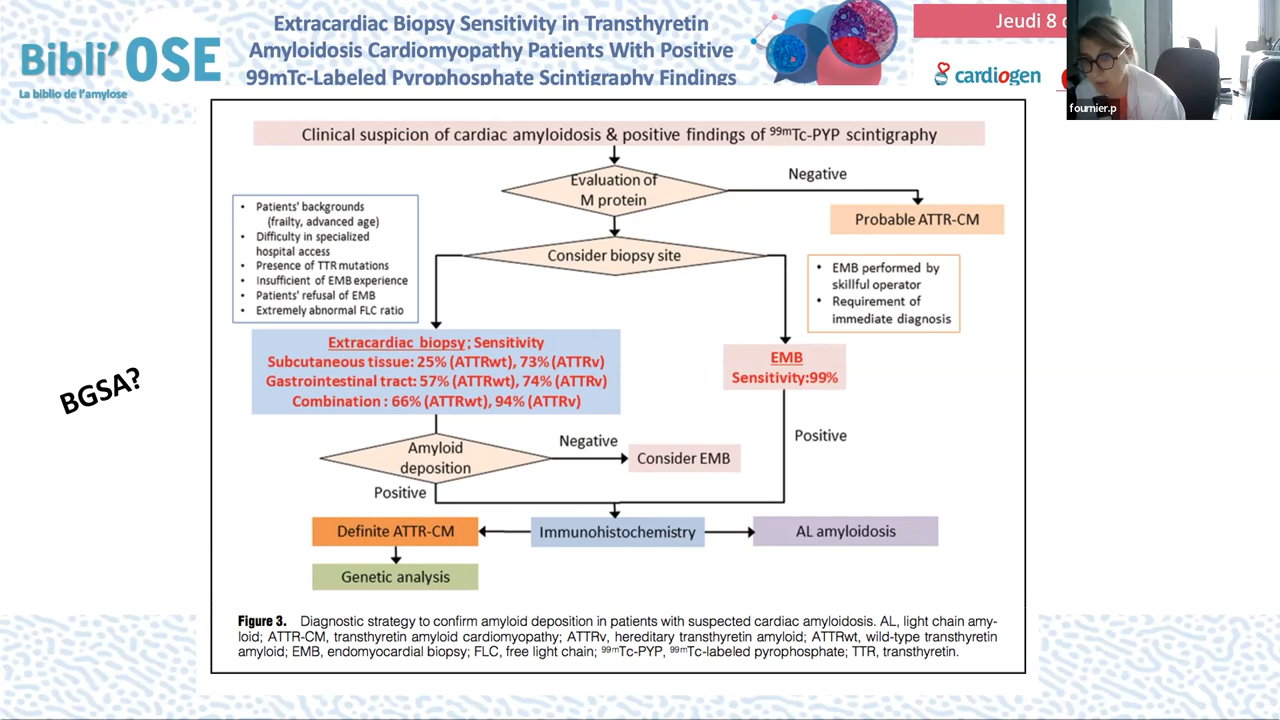 Bibli'OSE
La biblio de l'amylose
Extracardiac Biopsy Sensitivity in Transthyretin
Amyloidosis Cardiomyopathy Patients With Positive
99mTc-Labeled Pyrophosphate Scintigraphy Findings
Jeudi 8
cardiogen
fournier.p
Clinical suspicion of cardiac amyloidosis & positive findings of 99mTc-PYP scintigraphy
Evaluation of
M protein
Negative
Probable ATTR-CM
• Patients' backgrounds
(frailty, advanced age)
• Difficulty in specialized
hospital access
• Presence of TTR mutations
• Insufficient of EMB experience
• Patients' refusal of EMB
• Extremely abnormal FLC ratio
Consider biopsy site
• EMB performed by
skillful operator
• Requirement of
immediate diagnosis
Extracardiac biopsy; Sensitivity
Subcutaneous tissue: 25% (ATTRwt), 73% (ATTRv)
Gastrointestinal tract: 57% (ATTRwt), 74% (ATTRv)
Combination : 66% (ATTRwt), 94% (ATTRv)
EMB
Sensitivity:99%
BGSA?
Amyloid
deposition
Negative
Consider EMB
Positive
Positive
Definite ATTR-CM
Immunohistochemistry
AL amyloidosis
Genetic analysis
Figure 3. Diagnostic strategy to confirm amyloid deposition in patients with suspected cardiac amyloidosis. AL, light chain amy-
loid; ATTR-CM, transthyretin amyloid cardiomyopathy; ATTRv, hereditary transthyretin amyloid; ATTRwt, wild-type transthyretin
amyloid; EMB, endomyocardial biopsy; FLC, free light chain; 99mTc-PYP, 99mTc-labeled pyrophosphate; TTR, transthyretin.